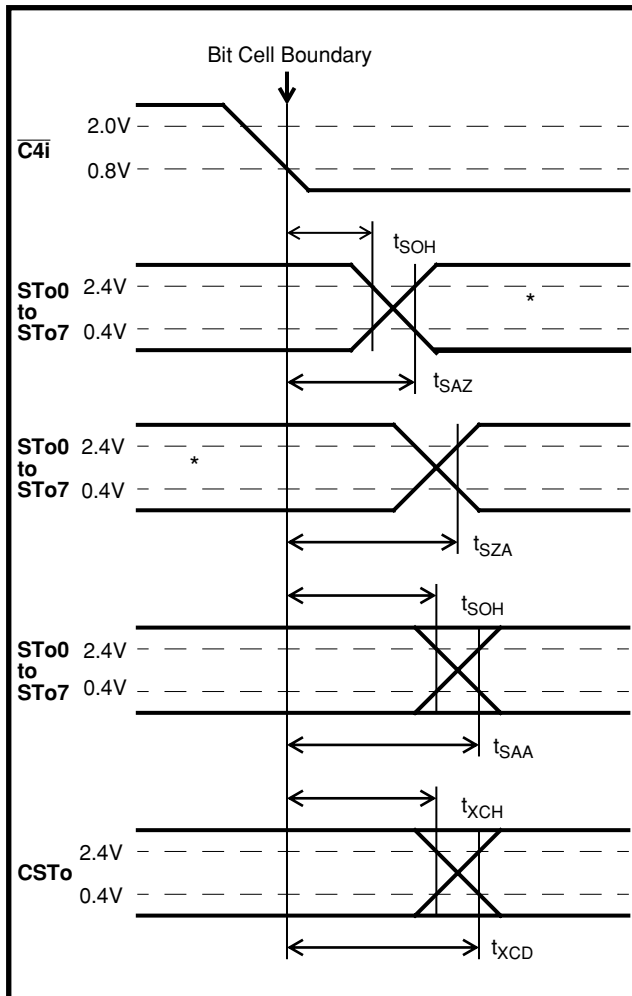 Bit Cell Boundary
C4i
2.0V
0.8V
tSOH
STo0
to
STo7
2.4V
0.4V
*
tSAZ
STo0
to
STo7
2.4V
0.4V
*
tSZA
tSOH
STo0
to
STo7
2.4V
0.4V
tSAA
tXCH
CSTo
2.4V
0.4V
tXCD